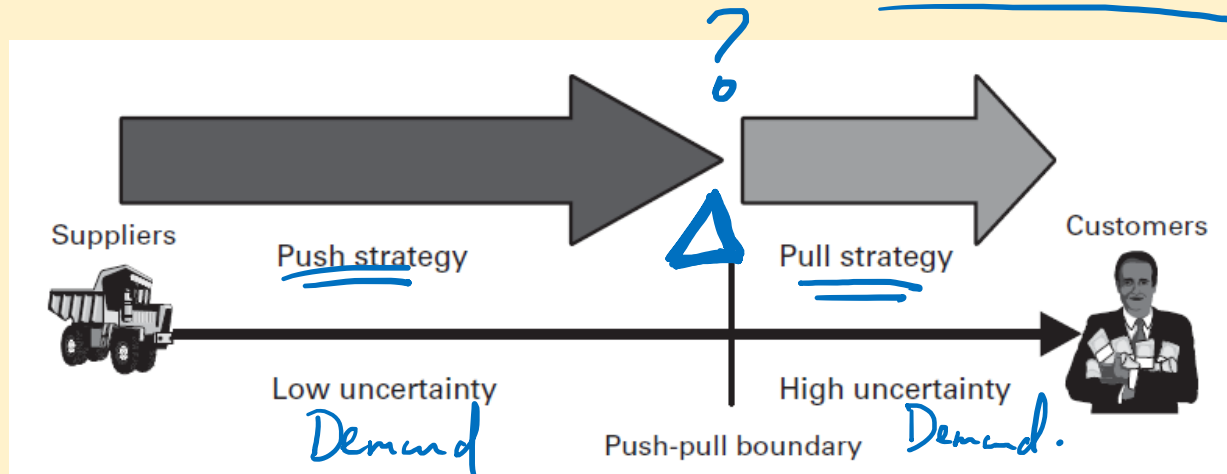 ?
Suppliers
Customers
Push strategy
Pull strategy
Low uncertainty
High uncertainty
Demand
Demand.
Push-pull boundary